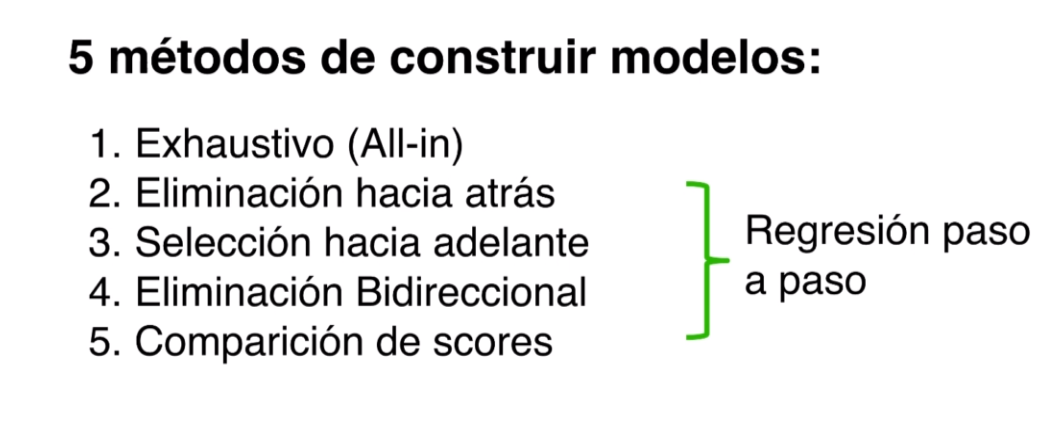 5 métodos de construir modelos:
1. Exhaustivo (All-in)
2. Eliminación hacia atrás
3. Selección hacia adelante
4. Eliminación Bidireccional
5. Comparición de scores
Regresión paso
a paso